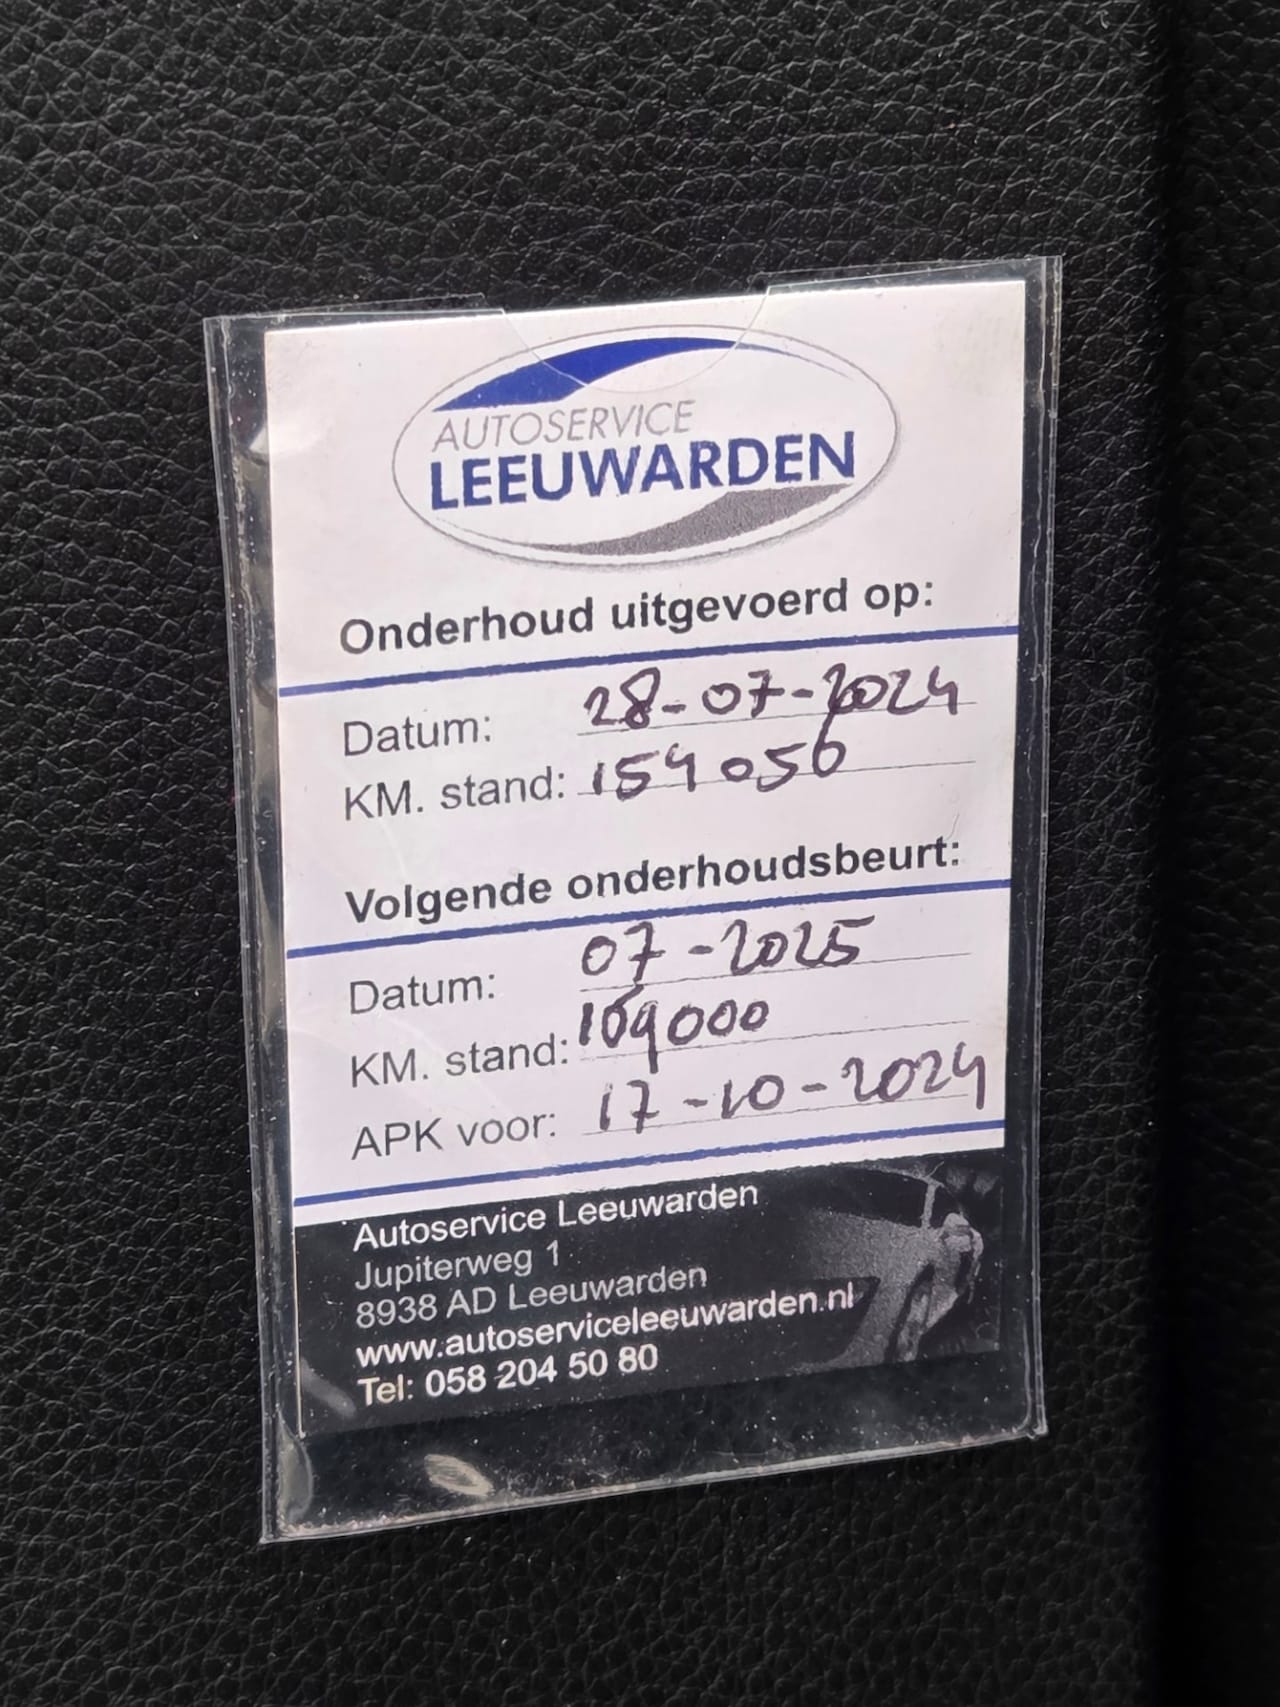 AUTOSERVICE
LEEUWARDEN
Onderhoud uitgevoerd op:
Datum: 28-07-2024
KM. stand: 154056
Volgende onderhoudsbeurt:
Datum: 07-2025
KM. stand: 169000
APK voor: 17-10-2024
Autoservice Leeuwarden
Jupiterweg 1
8938 AD Leeuwarden
www.autoserviceleeuwarden.nl
Tel: 058 204 50 80